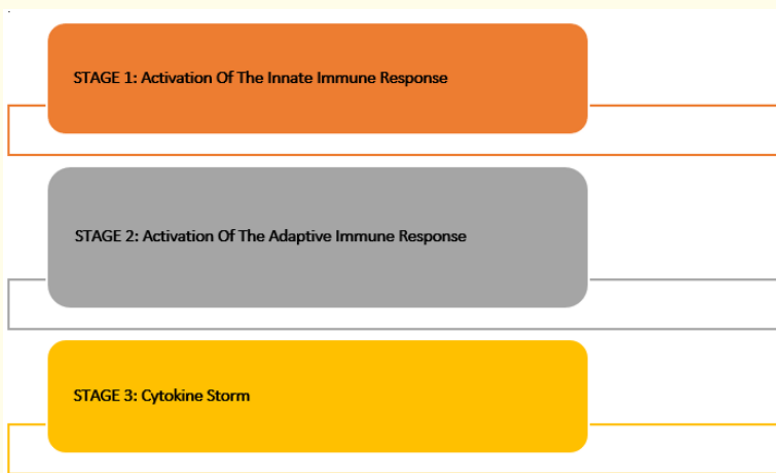 STAGE 1: Activation Of The Innate Immune Response
STAGE 2: Activation Of The Adaptive Immune Response
STAGE 3: Cytokine Storm